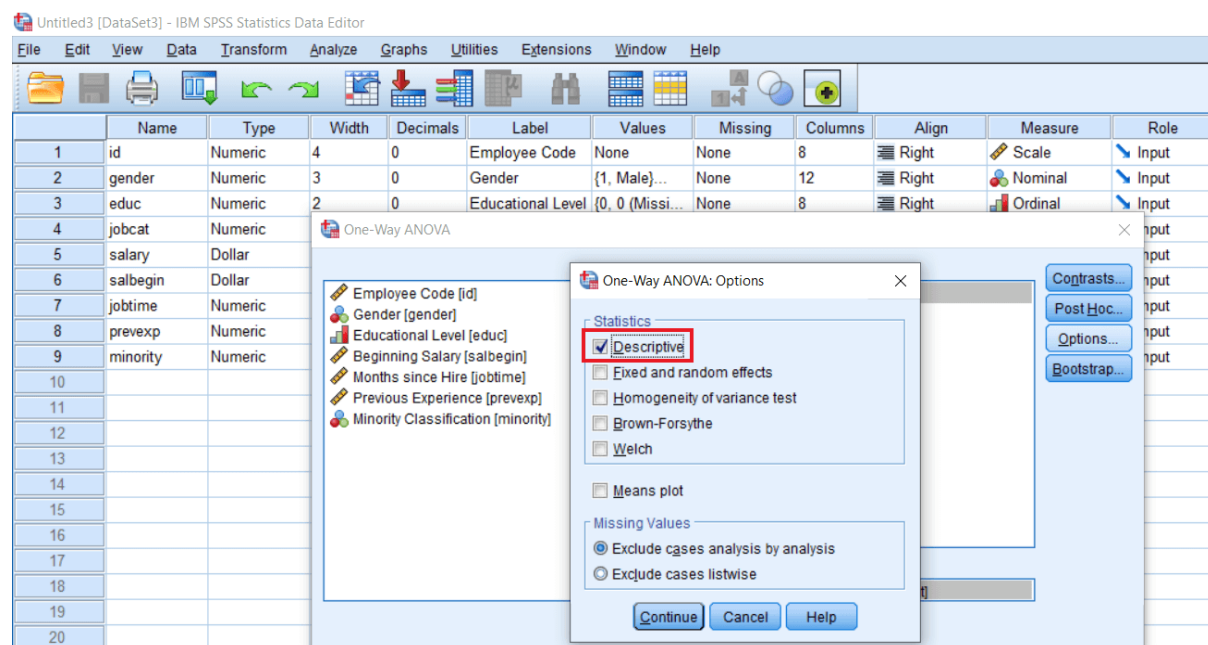 Untitled3 [DataSet3] - IBM SPSS Statistics Data Editor
File Edit View Data Transform Analyze Graphs Utilities Extensions Window Help
Name Type Width Decimals Label Values Missing Columns Align Measure Role
1 id Numeric 4 0 Employee Code None None 8 Right Scale Input
2 gender Numeric 3 0 Gender {1, Male}... None 12 Right Nominal Input
3 educ Numeric 2 0 Educational Level {0, 0 (Missi... None 8 Right Ordinal Input
4 jobcat Numeric
5 salary Dollar
6 salbegin Dollar
7 jobtime Numeric
8 prevexp Numeric
9 minority Numeric
10
11
12
13
14
15
16
17
18
19
20
One-Way ANOVA
Employee Code [id]
Gender [gender]
Educational Level [educ]
Beginning Salary [salbegin]
Months since Hire [jobtime]
Previous Experience [prevexp]
Minority Classification [minority]
Contrasts...
Post Hoc...
Options...
Bootstrap...
One-Way ANOVA: Options
Statistics
Descriptive
Fixed and random effects
Homogeneity of variance test
Brown-Forsythe
Welch
Means plot
Missing Values
Exclude cases analysis by analysis
Exclude cases listwise
Continue Cancel Help